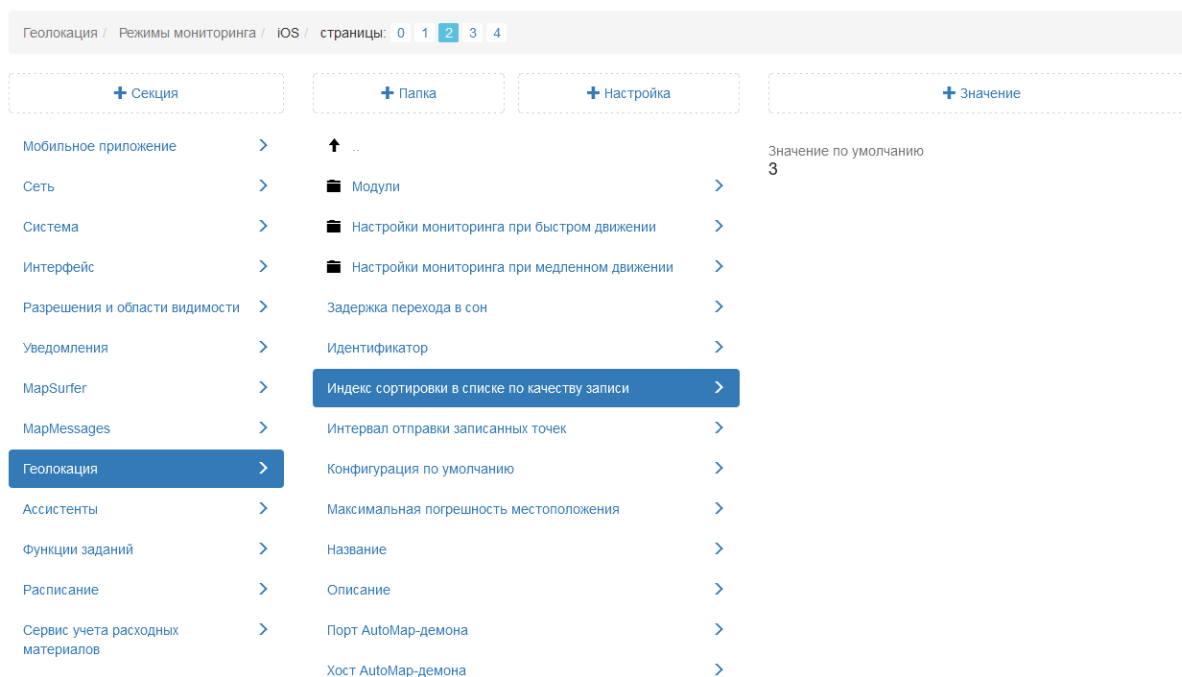 Геолокация / Режимы мониторинга / iOS / страницы: 0 1 2 3 4
+ Секция
+ Папка
+ Настройка
+ Значение
Мобильное приложение
Сеть
Система
Интерфейс
Разрешения и области видимости
Уведомления
MapSurfer
MapMessages
Геолокация
Ассистенты
Функции заданий
Расписание
Сервис учета расходных
материалов
..
Модули
Настройки мониторинга при быстром движении
Настройки мониторинга при медленном движении
Задержка перехода в сон
Идентификатор
Индекс сортировки в списке по качеству записи
Интервал отправки записанных точек
Конфигурация по умолчанию
Максимальная погрешность местоположения
Название
Описание
Порт AutoMap-демона
Хост AutoMap-демона
Значение по умолчанию
3